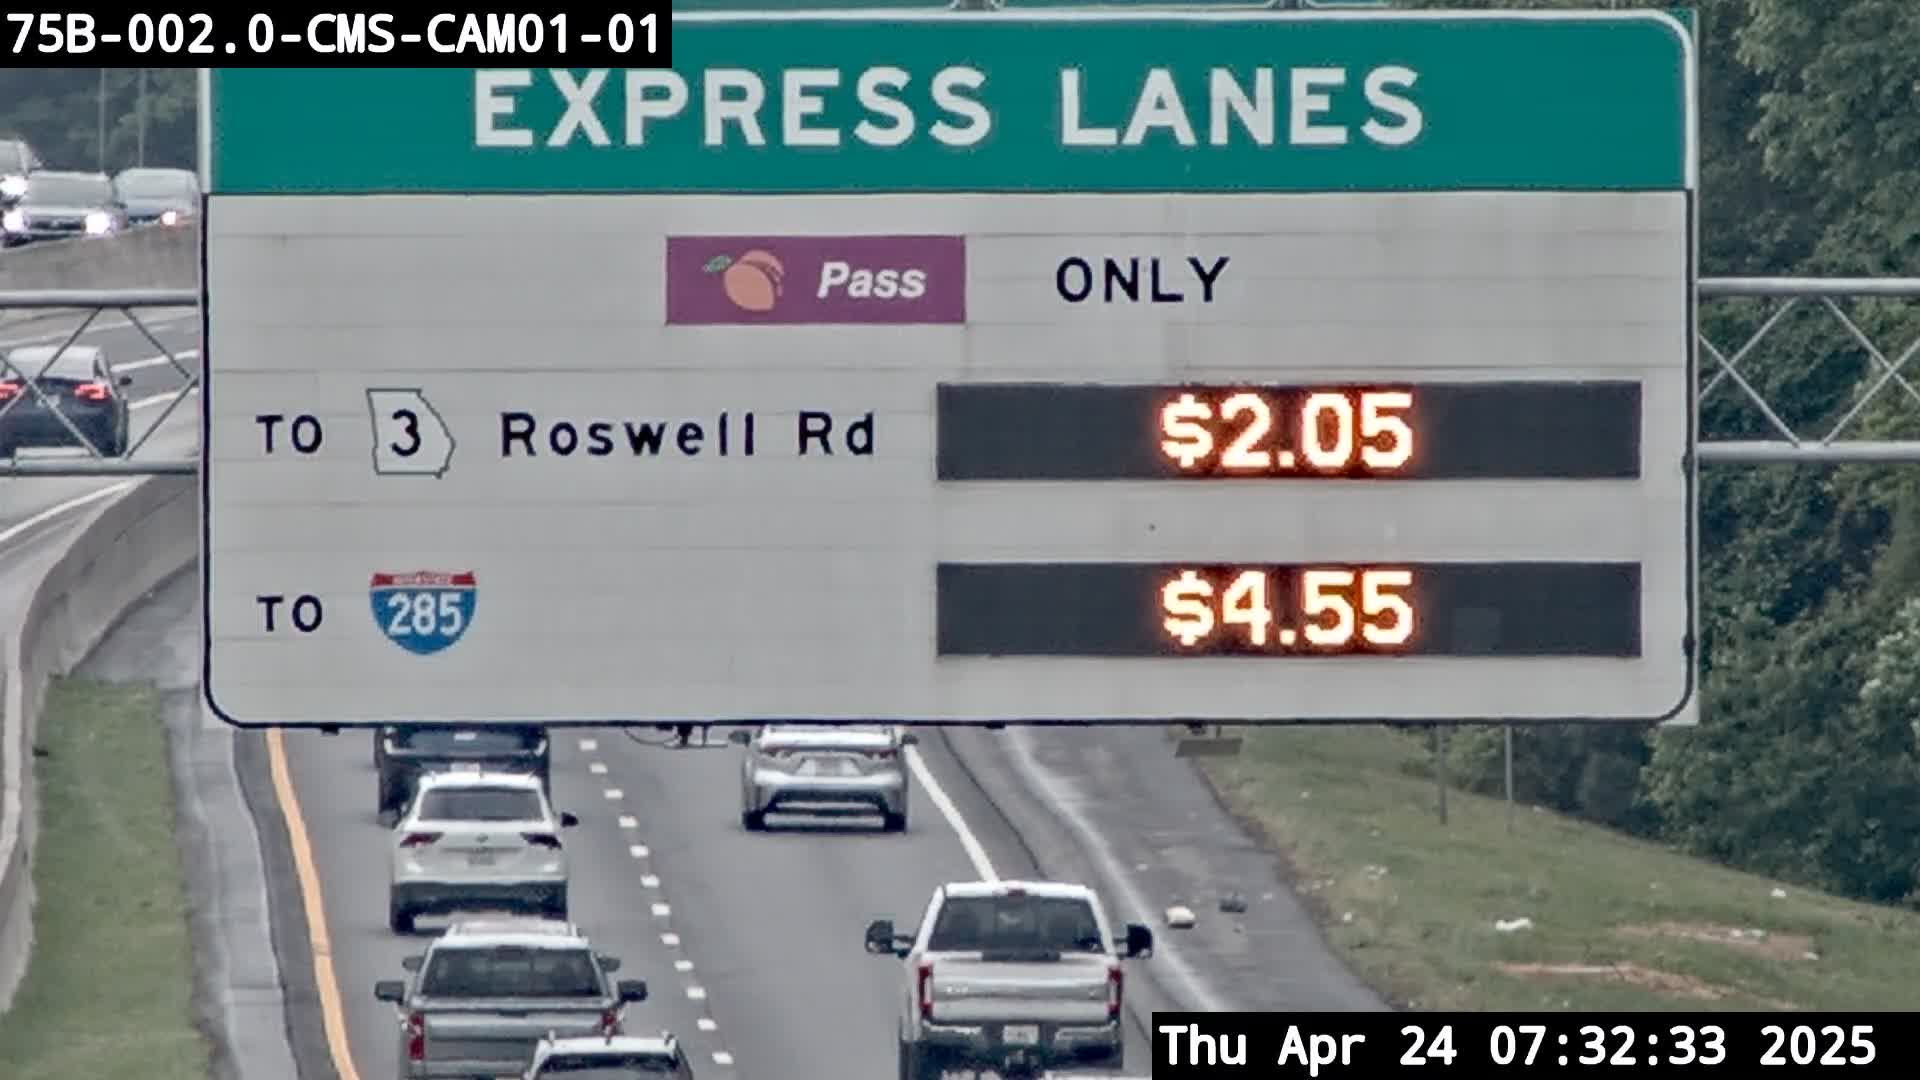 75B-002.0-CMS-CAM01-01
EXPRESS LANES
Pass ONLY
TO 3 Roswell Rd $2.05
TO INTERSTATE 285 $4.55
Thu Apr 24 07:32:33 2025